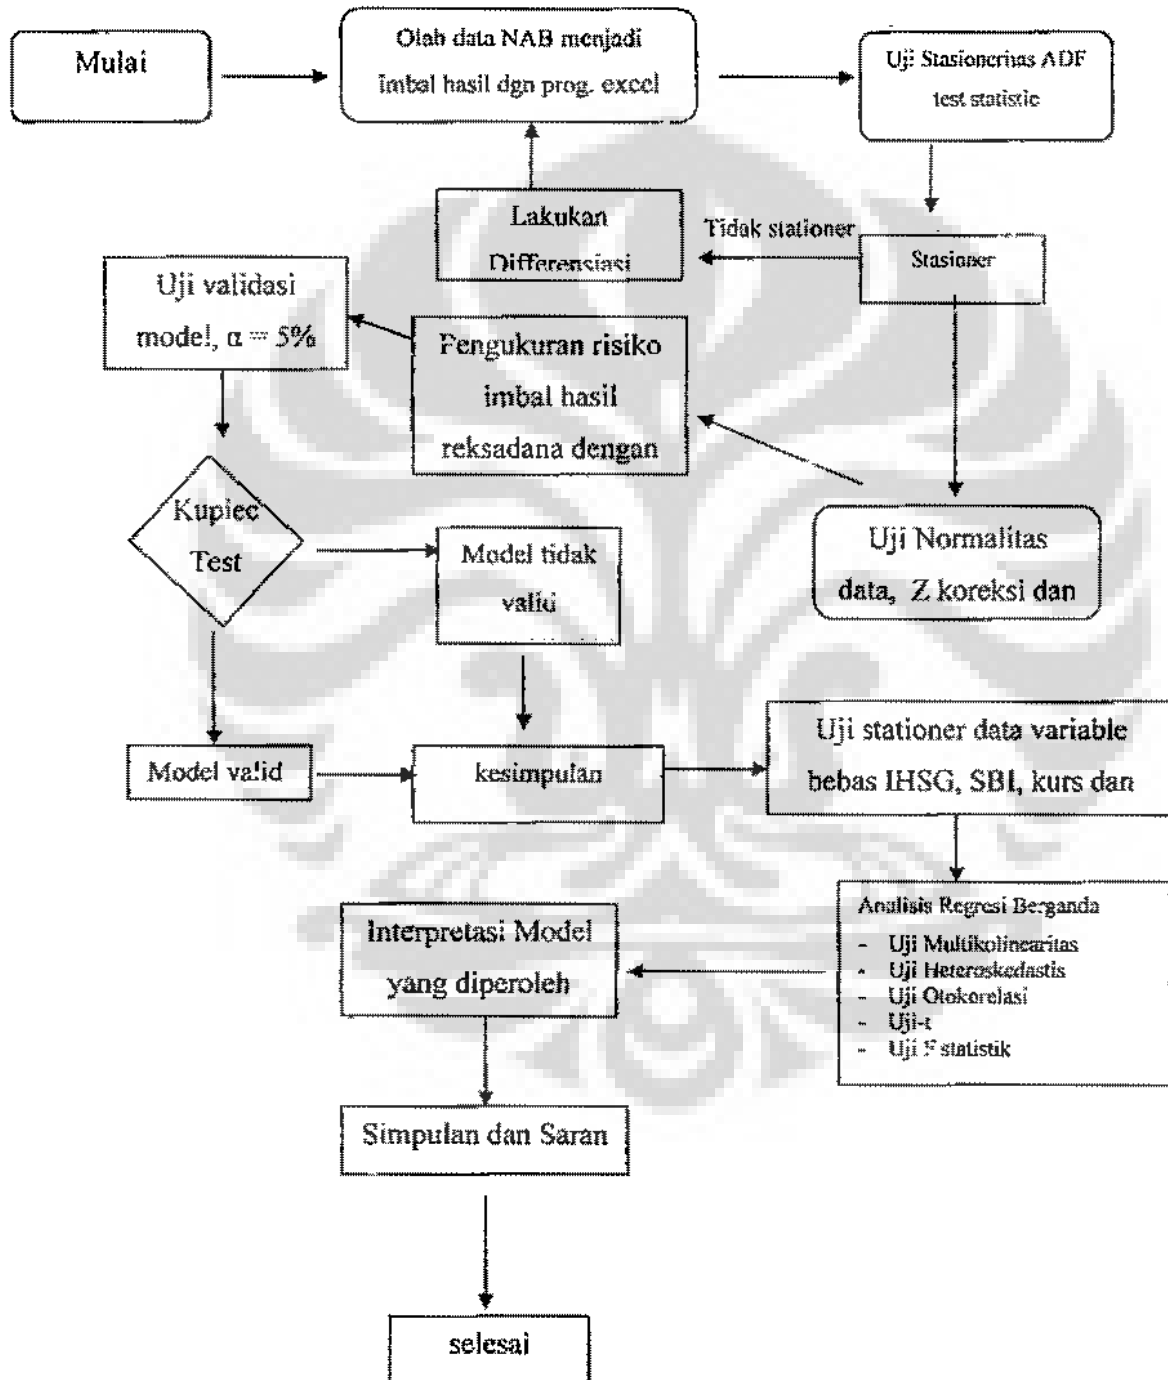 Mulai
Olah data NAB menjadi
imbal hasil dgn prog. excel
Uji Stasioneritas ADF
test statistic
Lakukan
Differensiasi
Tidak stationer
Stasioner
Uji validasi
model, α = 5%
Pengukuran risiko
imbal hasil
reksadana dengan
Kupiec
Test
Model tidak
valid
Uji Normalitas
data, Z koreksi dan
Model valid
kesimpulan
Uji stationer data variable
bebas IHSG, SBI, kurs dan
Analisis Regresi Berganda
- Uji Multikolinearitas
- Uji Heteroskedastis
- Uji Otokorelasi
- Uji-t
- Uji F statistik
Interpretasi Model
yang diperoleh
Simpulan dan Saran
selesai